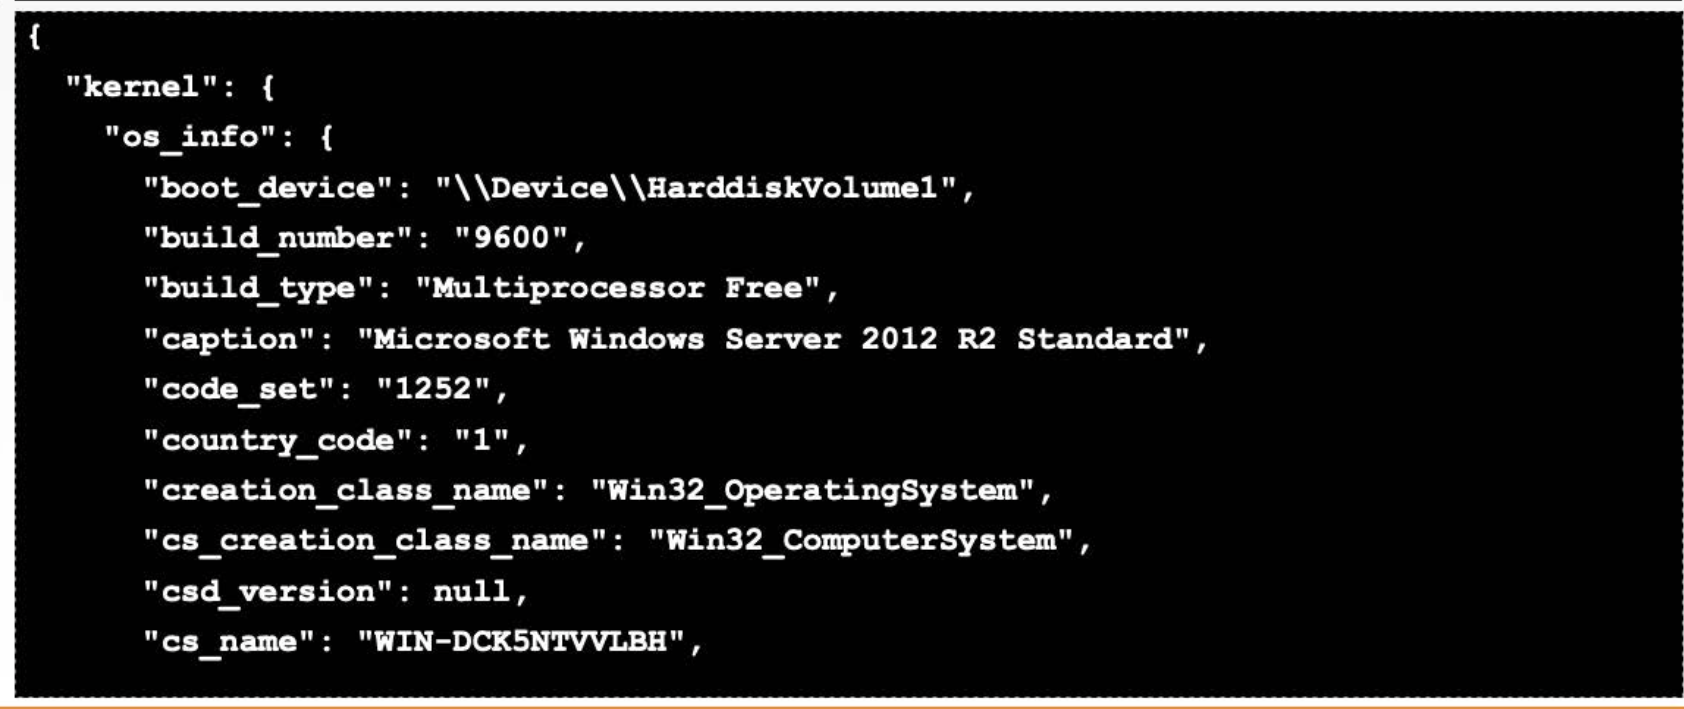 {
"kernel": {
"os_info": {
"boot_device": "\\Device\\HarddiskVolume1",
"build_number": "9600",
"build_type": "Multiprocessor Free",
"caption": "Microsoft Windows Server 2012 R2 Standard",
"code_set": "1252",
"country_code": "1",
"creation_class_name": "Win32_OperatingSystem",
"cs_creation_class_name": "Win32_ComputerSystem",
"csd_version": null,
"cs_name": "WIN-DCK5NTVVLBH",